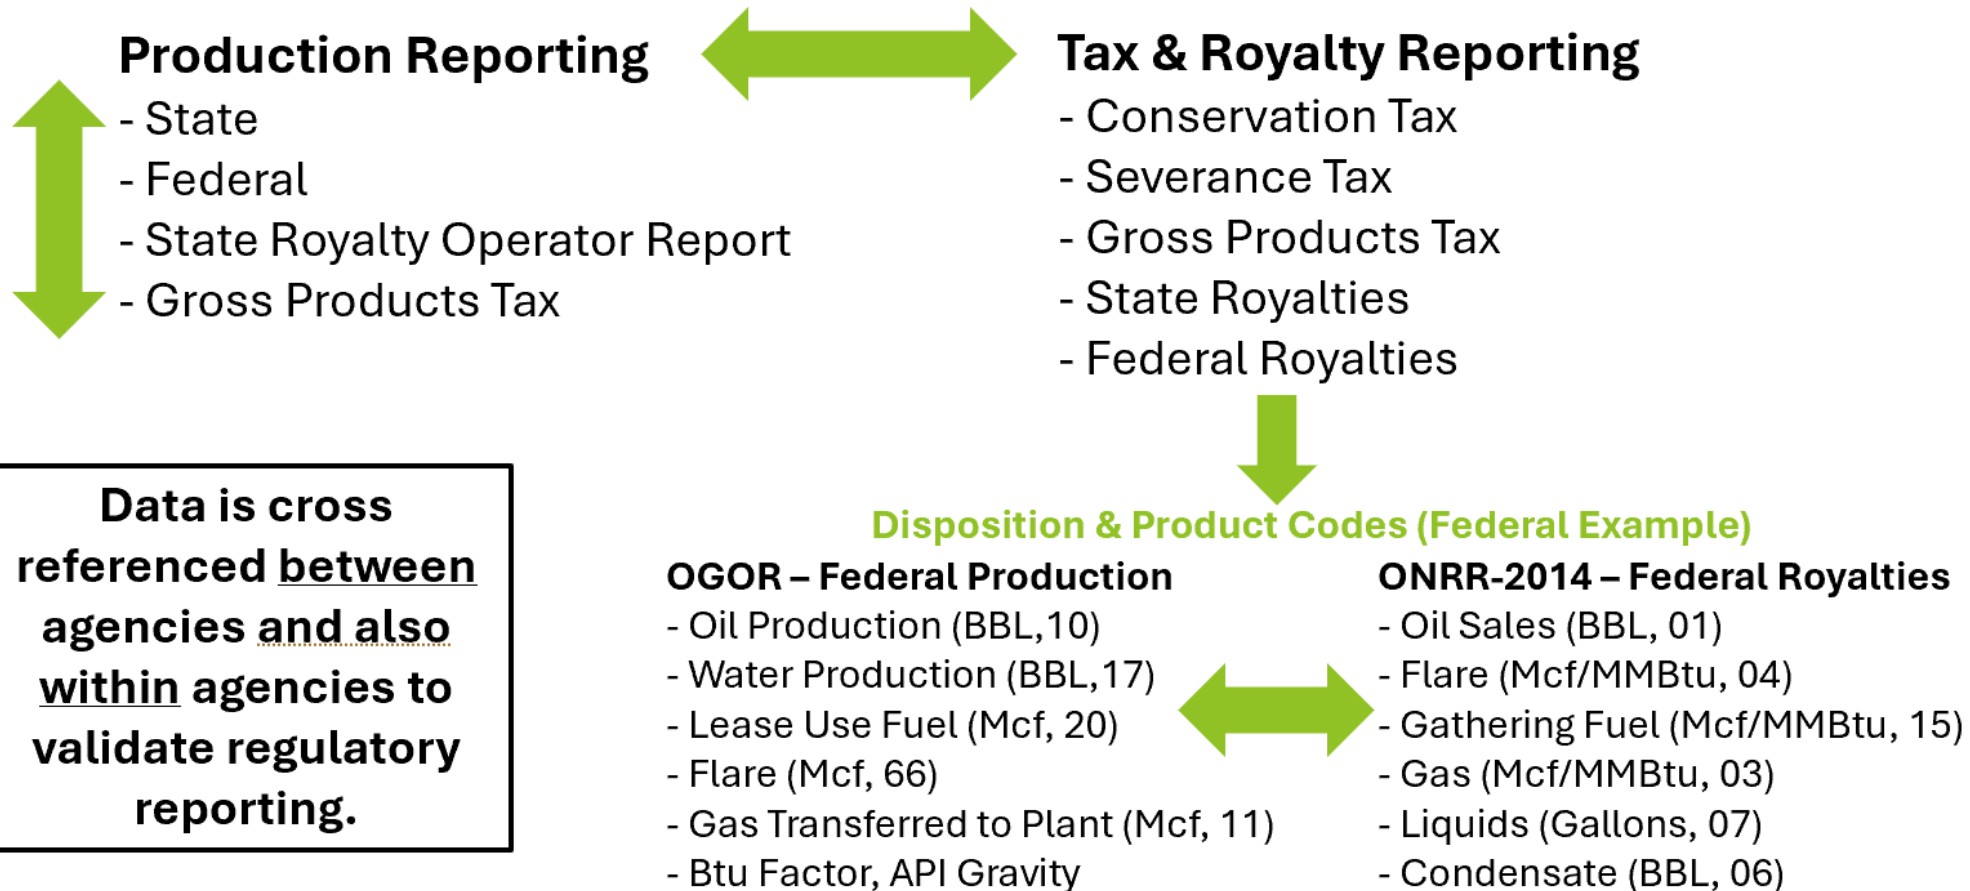 Production Reporting
- State
- Federal
- State Royalty Operator Report
- Gross Products Tax
Tax & Royalty Reporting
- Conservation Tax
- Severance Tax
- Gross Products Tax
- State Royalties
- Federal Royalties
Data is cross
referenced between
agencies and also
within agencies to
validate regulatory
reporting.
Disposition & Product Codes (Federal Example)
OGOR – Federal Production
- Oil Production (BBL,10)
- Water Production (BBL,17)
- Lease Use Fuel (Mcf, 20)
- Flare (Mcf, 66)
- Gas Transferred to Plant (Mcf, 11)
- Btu Factor, API Gravity
ONRR-2014 – Federal Royalties
- Oil Sales (BBL, 01)
- Flare (Mcf/MMBtu, 04)
- Gathering Fuel (Mcf/MMBtu, 15)
- Gas (Mcf/MMBtu, 03)
- Liquids (Gallons, 07)
- Condensate (BBL, 06)